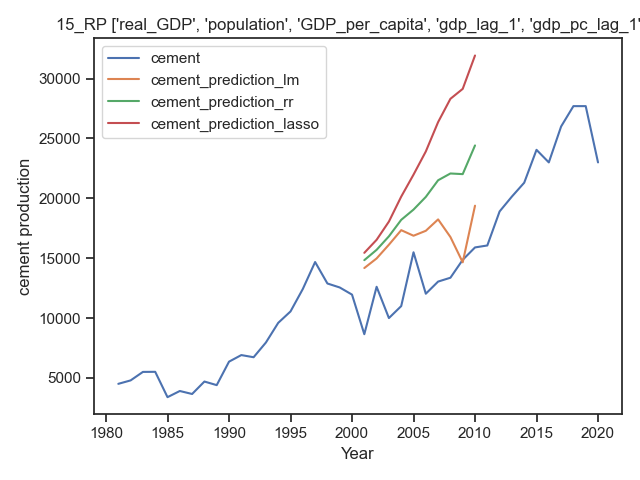 15_RP ['real_GDP', 'population', 'GDP_per_capita', 'gdp_lag_1', 'gdp_pc_lag_1'
cement
cement_prediction_lm
cement_prediction_rr
cement_prediction_lasso
30000
25000
20000
15000
10000
5000
cement production
1980 1985 1990 1995 2000 2005 2010 2015 2020
Year